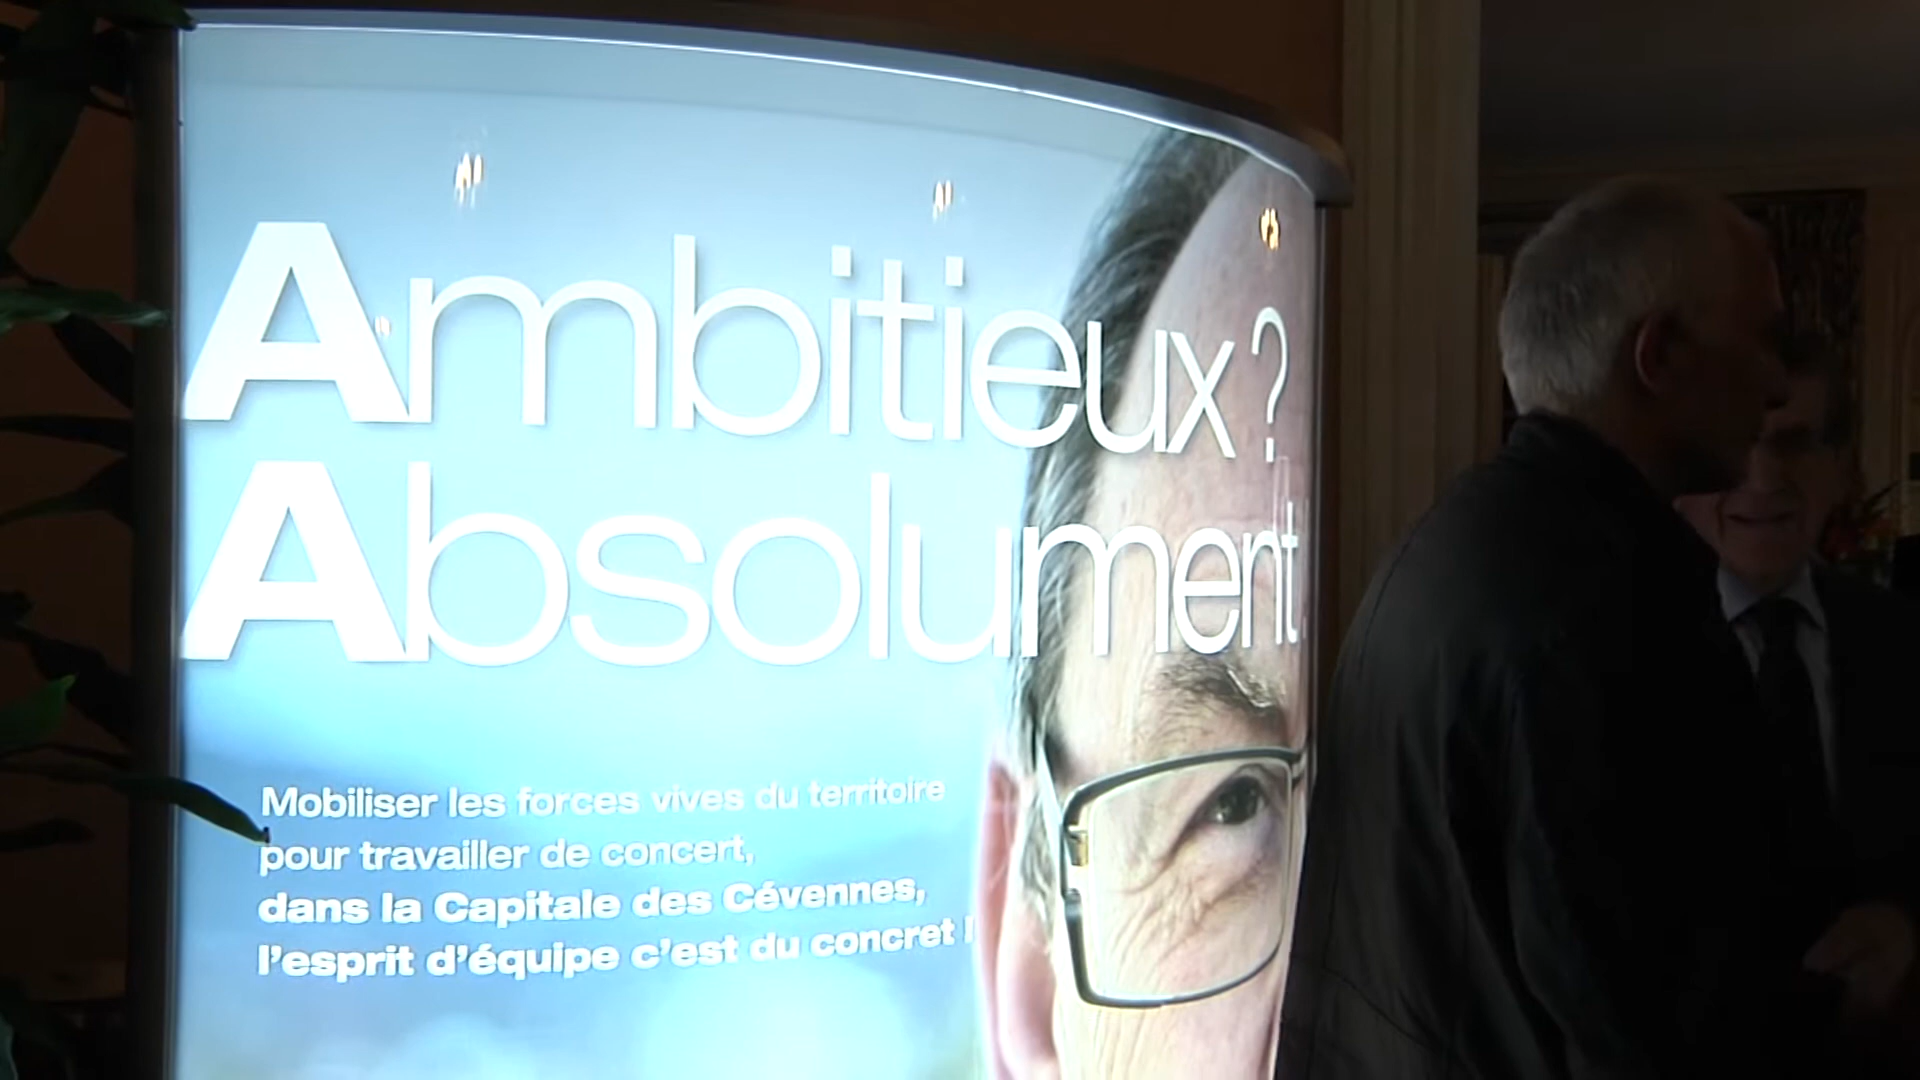 Ambitieux ?
Absolument
Mobiliser les forces vives du territoire
pour travailler de concert,
dans la Capitale des Cévennes,
l'esprit d'équipe c'est du concret !